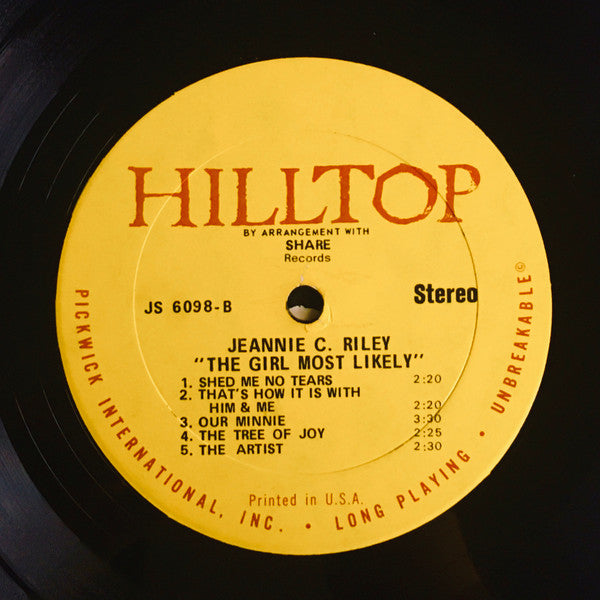 HILLTOP
BY ARRANGEMENT WITH
SHARE
Records
JS 6098-B
Stereo
JEANNIE C. RILEY
"THE GIRL MOST LIKELY"
1. SHED ME NO TEARS 2:20
2. THAT'S HOW IT IS WITH
HIM & ME 2:20
3. OUR MINNIE 3:30
4. THE TREE OF JOY 2:25
5. THE ARTIST 2:30
Printed in U.S.A.
PICKWICK INTERNATIONAL, INC. • LONG PLAYING • UNBREAKABLE©